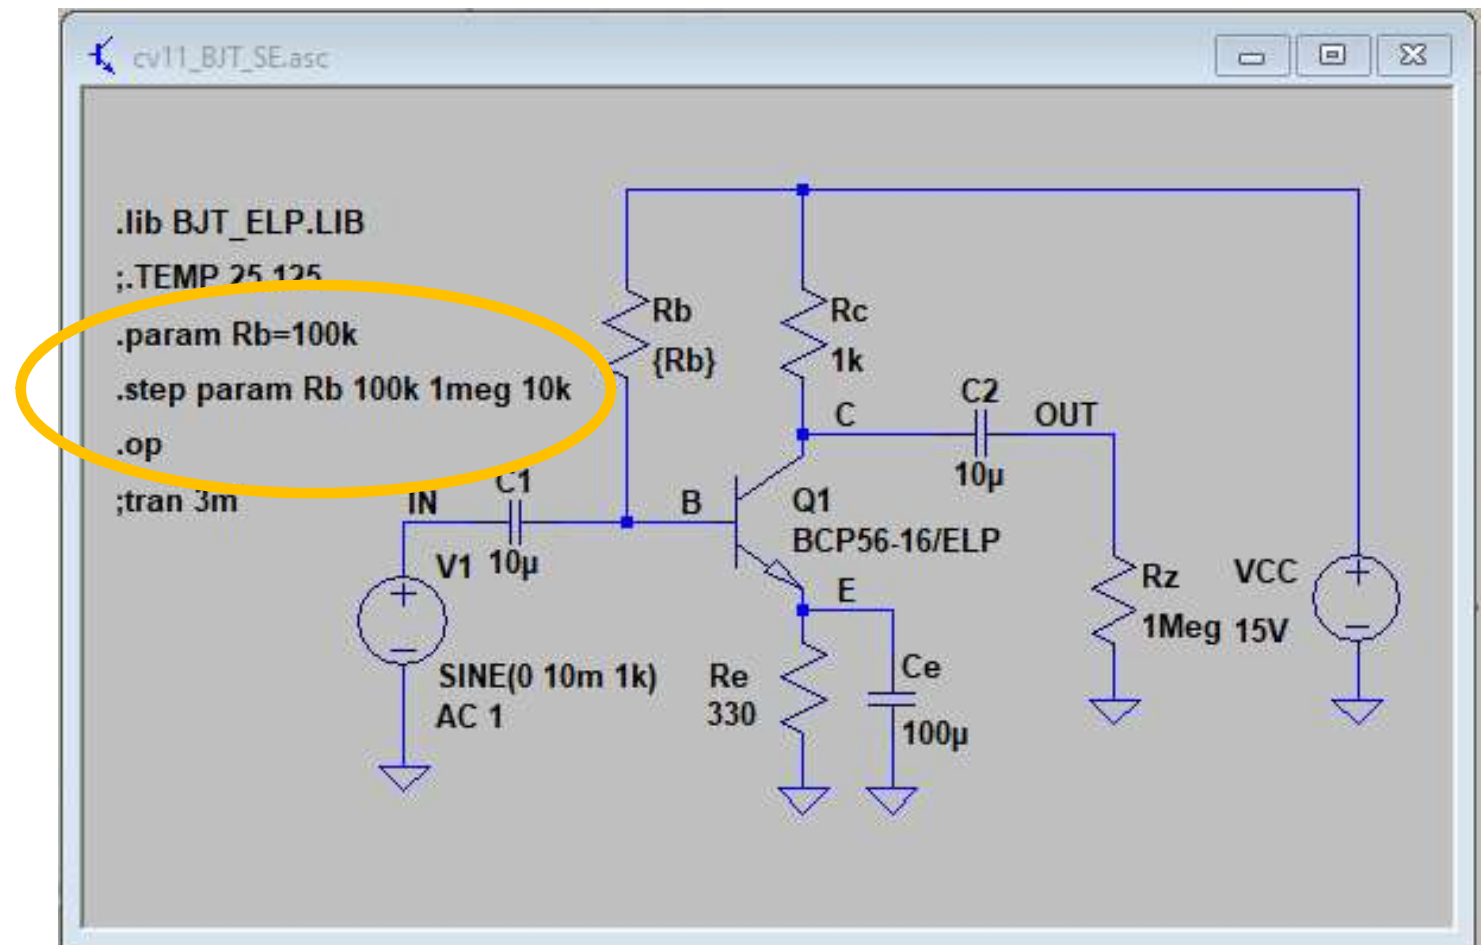 cv11_BJT_SE.asc
.lib BJT_ELP.LIB
;.TEMP 25 125
.param Rb=100k
.step param Rb 100k 1meg 10k
.op
;tran 3m
Rb
{Rb}
Rc
1k
C
C2
10µ
OUT
IN
C1
10µ
B
Q1
BCP56-16/ELP
V1
SINE(0 10m 1k)
AC 1
E
Re
330
Ce
100µ
Rz
1Meg
VCC
15V